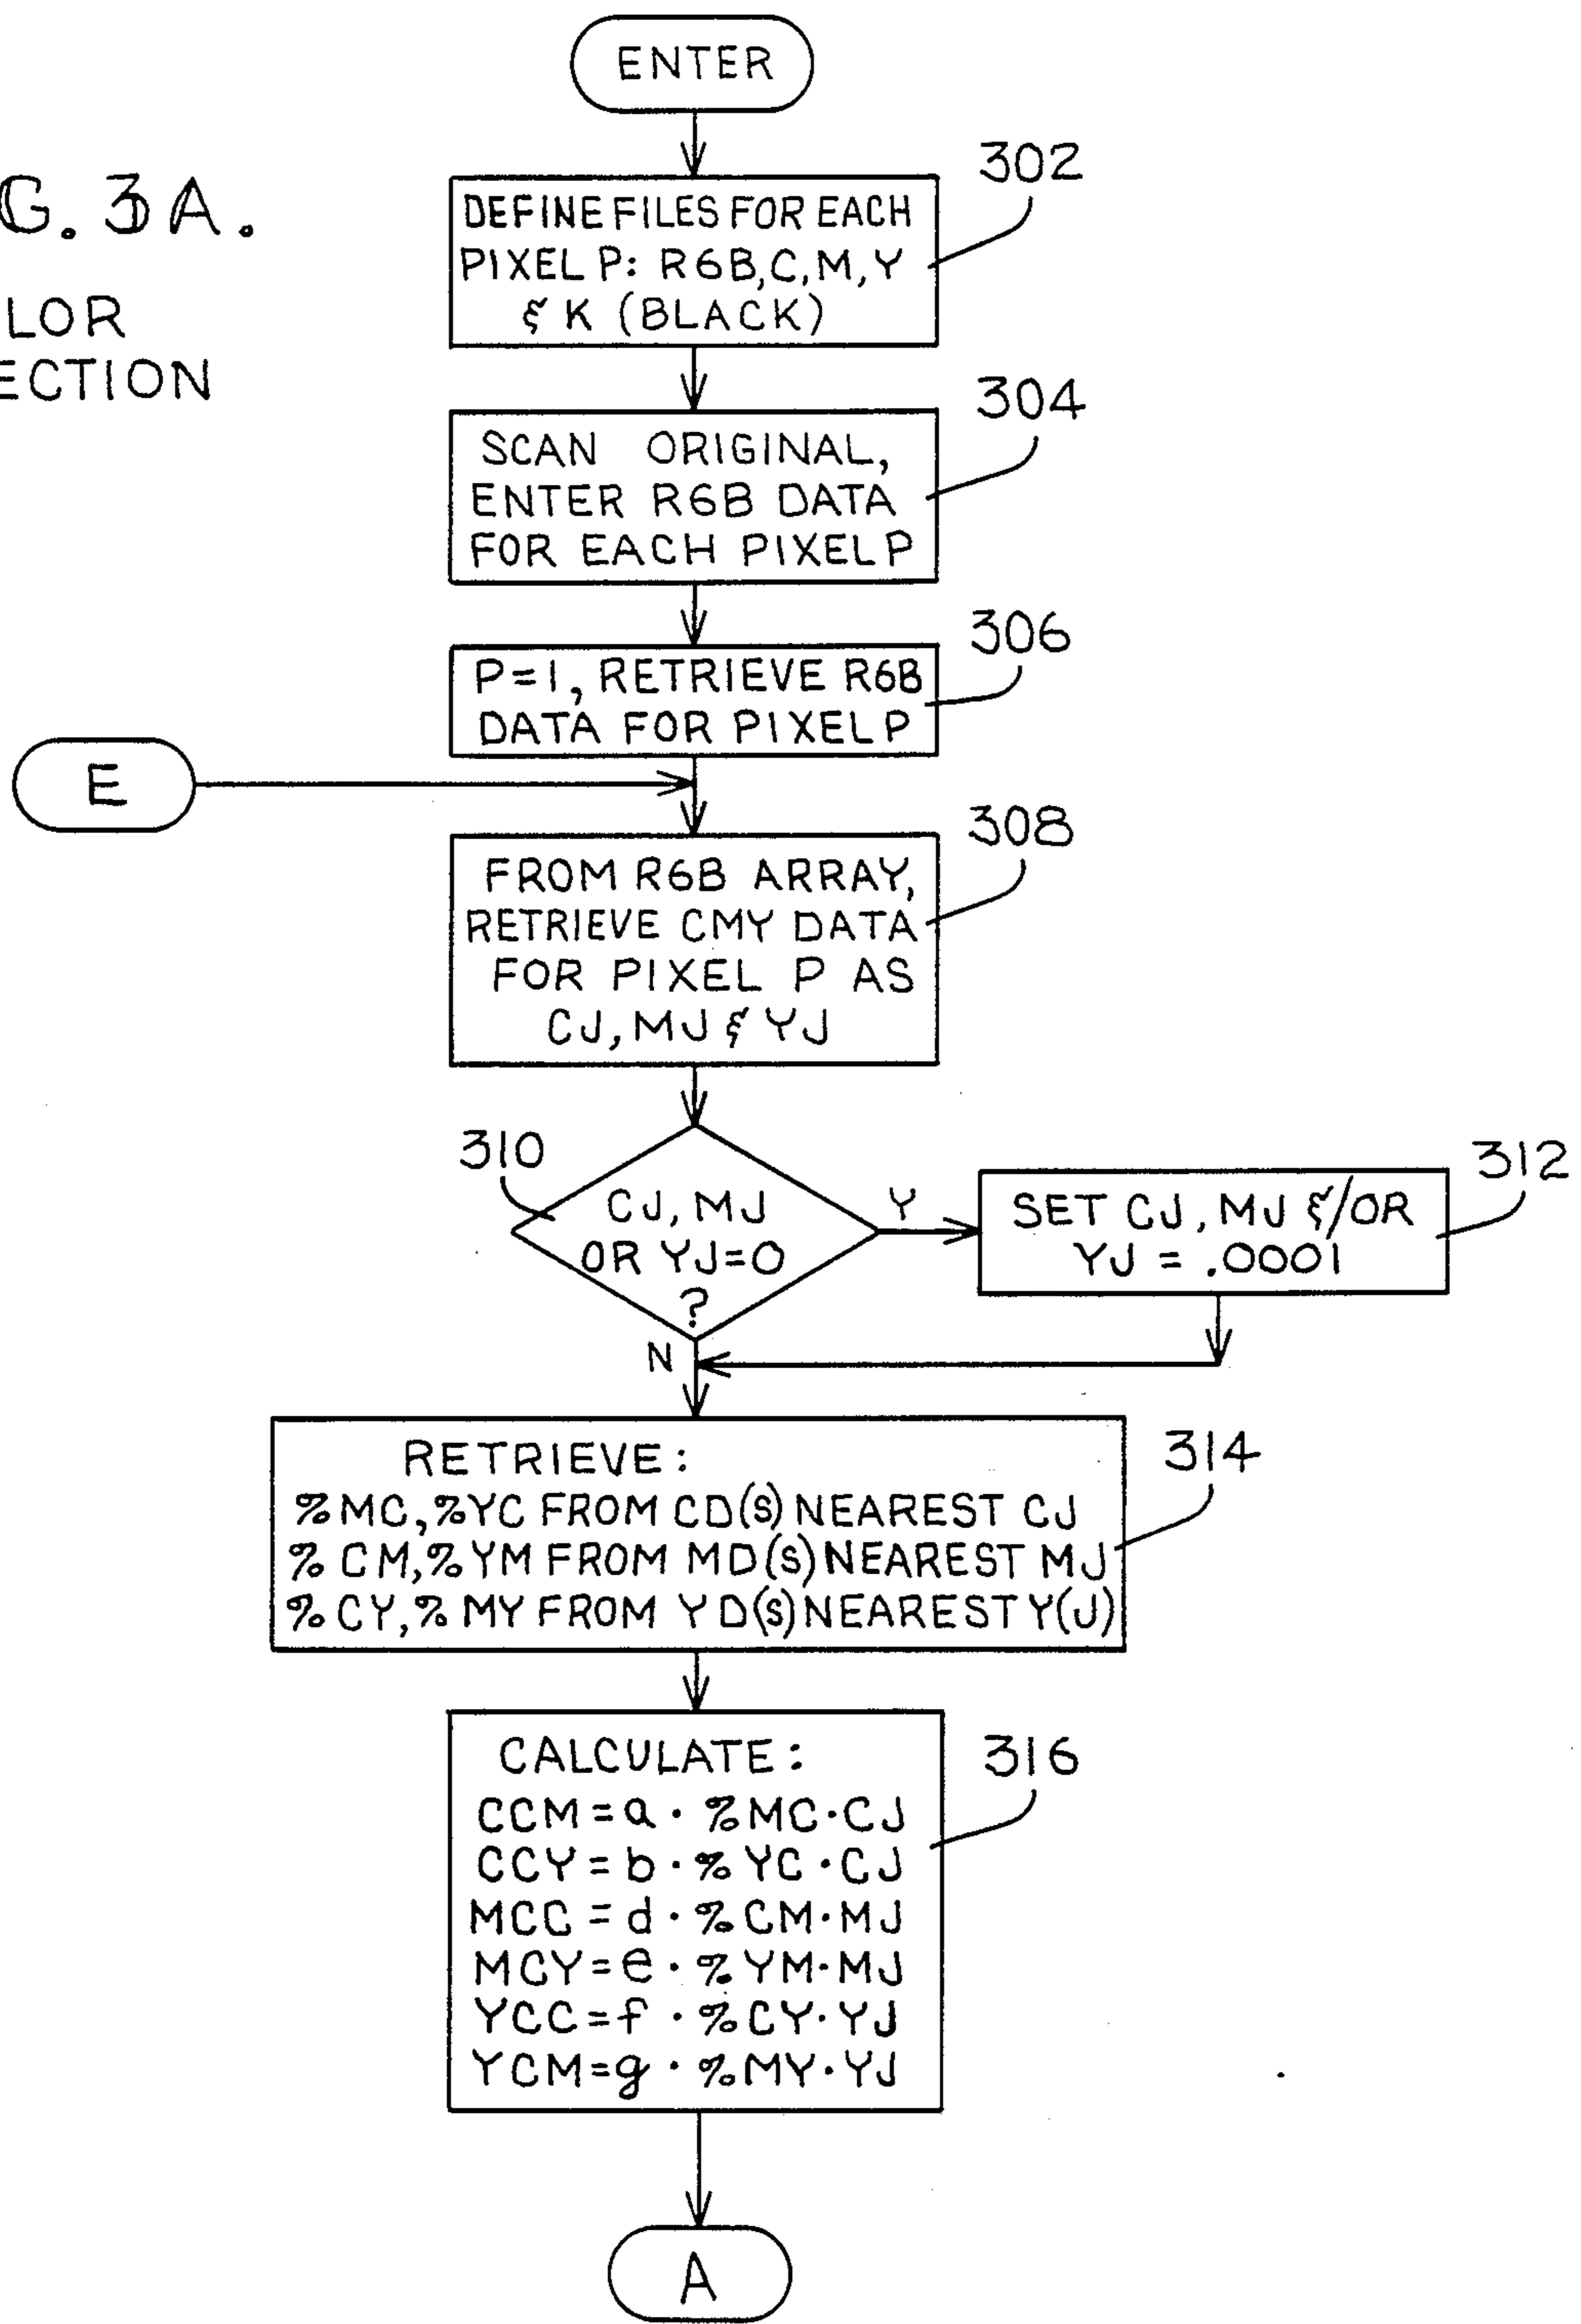 ENTER
G. 3A.
LOR
ECTION
302
DEFINE FILES FOR EACH
PIXEL P: RGB, C, M, Y
& K (BLACK)
304
SCAN ORIGINAL,
ENTER RGB DATA
FOR EACH PIXEL P
306
P=1, RETRIEVE RGB
DATA FOR PIXEL P
E
308
FROM RGB ARRAY,
RETRIEVE CMY DATA
FOR PIXEL P AS
CJ, MJ & YJ
310
CJ, MJ
OR YJ=0
?
Y
N
312
SET CJ, MJ &/OR
YJ = .0001
314
RETRIEVE:
%MC, %YC FROM CD(S) NEAREST CJ
%CM, %YM FROM MD(S) NEAREST MJ
%CY, %MY FROM YD(S) NEAREST Y(J)
316
CALCULATE:
CCM = a · %MC · CJ
CCY = b · %YC · CJ
MCC = d · %CM · MJ
MCY = e · %YM · MJ
YCC = f · %CY · YJ
YCM = g · %MY · YJ
A